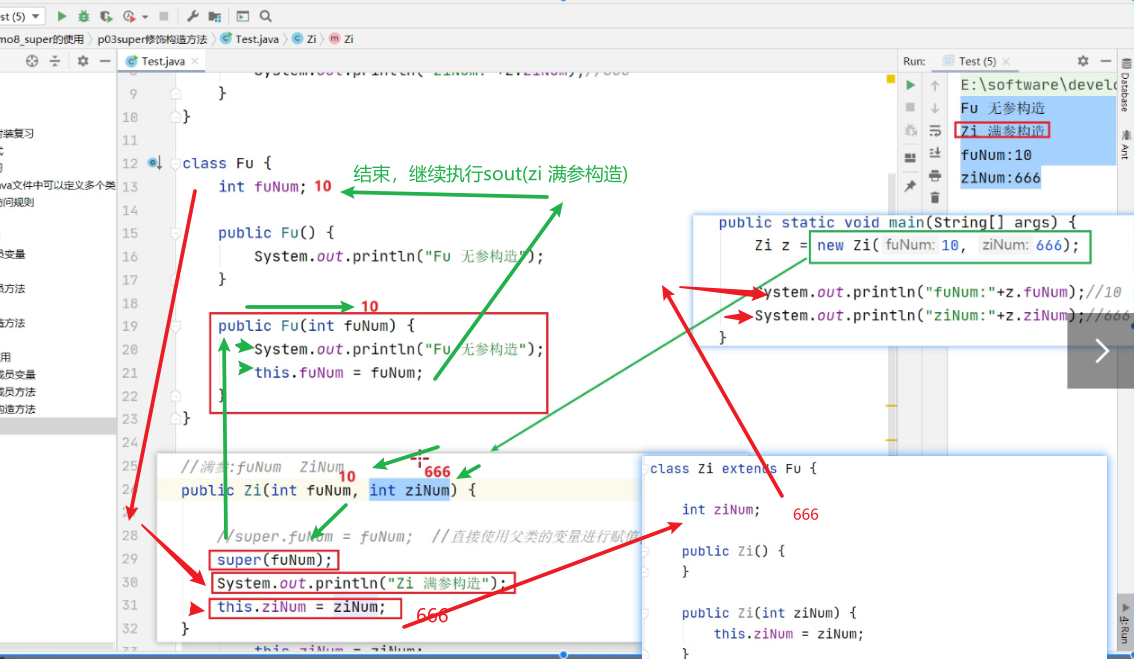 st (5)
mo8_super的使用 p03super修饰构造方法 Test.java Zi Zi
Test.java
Run: Test (5)
封装复习
ava文件中可以定义多个类
访问规则
员变量
员方法
造方法
用
成员变量
成员方法
构造方法
9 }
10 }
11
12 class Fu {
13 int fuNum; 10
结束，继续执行sout(zi 满参构造)
14
15 public Fu() {
16 System.out.println("Fu 无参构造");
17 }
18 10
19 public Fu(int fuNum) {
20 System.out.println("Fu 无参构造");
21 this.fuNum = fuNum;
22 }
23 }
24
25 //满参:fuNum ZiNum
10 666
26 public Zi(int fuNum, int ziNum) {
28 //super.fuNum = fuNum; //直接使用父类的变量进行赋值
29 super(fuNum);
30 System.out.println("Zi 满参构造");
31 this.ziNum = ziNum; 666
32 }
this.ziNum = ziNum;
E:\software\develo
Fu 无参构造
Zi 满参构造
fuNum:10
ziNum:666
public static void main(String[] args) {
Zi z = new Zi( fuNum: 10, ziNum: 666);
System.out.println("fuNum:"+z.fuNum);//10
System.out.println("ziNum:"+z.ziNum);//666
}
class Zi extends Fu {
int ziNum; 666
public Zi() {
}
public Zi(int ziNum) {
this.ziNum = ziNum;
}
Database
Ant
4: Run